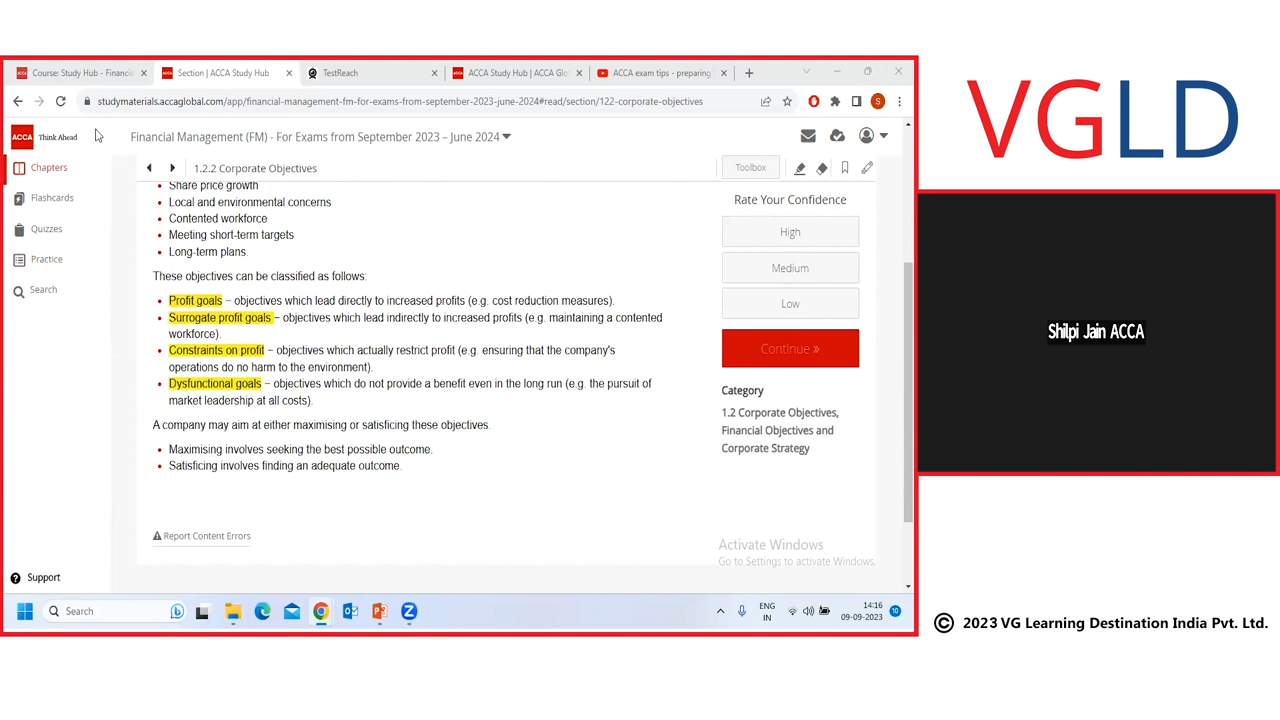 Course: Study Hub - Financin
Section | ACCA Study Hub
TestReach
ACCA Study Hub | ACCA Glo
ACCA exam tips - preparing
studymaterials.accaglobal.com/app/financial-management-fm-for-exams-from-september-2023-june-2024#read/section/122-corporate-objectives
S
ACCA Think Ahead
Financial Management (FM) - For Exams from September 2023 – June 2024
Chapters
Flashcards
Quizzes
Practice
Search
Support
1.2.2 Corporate Objectives
Toolbox
• Share price growth
• Local and environmental concerns
• Contented workforce
• Meeting short-term targets
• Long-term plans.
These objectives can be classified as follows:
• Profit goals – objectives which lead directly to increased profits (e.g. cost reduction measures).
• Surrogate profit goals – objectives which lead indirectly to increased profits (e.g. maintaining a contented
workforce).
• Constraints on profit – objectives which actually restrict profit (e.g. ensuring that the company's
operations do no harm to the environment).
• Dysfunctional goals – objectives which do not provide a benefit even in the long run (e.g. the pursuit of
market leadership at all costs).
A company may aim at either maximising or satisficing these objectives.
• Maximising involves seeking the best possible outcome.
• Satisficing involves finding an adequate outcome.
Report Content Errors
Rate Your Confidence
High
Medium
Low
Continue »
Category
1.2 Corporate Objectives,
Financial Objectives and
Corporate Strategy
Activate Windows
Go to Settings to activate Windows.
Search
ENG
IN
14:16
09-09-2023
10
VGLD
Shilpi Jain ACCA
© 2023 VG Learning Destination India Pvt. Ltd.